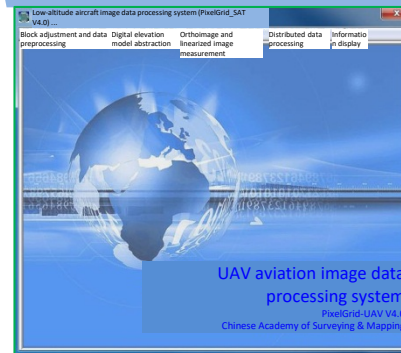 Low-altitude aircraft image data processing system (PixelGrid_SAT
V4.0) ...
Block adjustment and data
preprocessing
Digital elevation
model abstraction
Orthoimage and
linearized image
measurement
Distributed data
processing
Informatio
n display
UAV aviation image data
processing system
PixelGrid-UAV V4.0
Chinese Academy of Surveying & Mapping